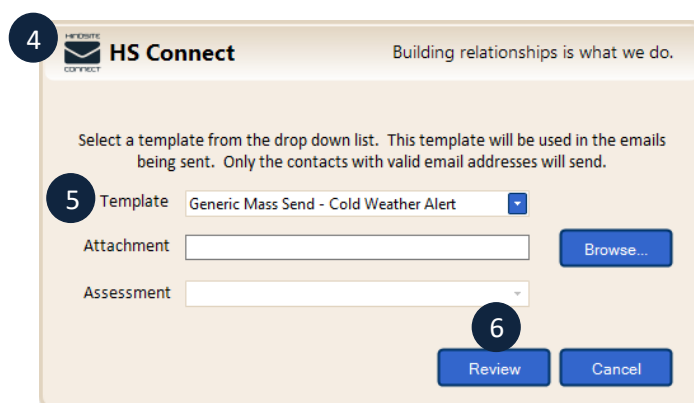 4
HINDSITE
CONNECT
HS Connect
Building relationships is what we do.
Select a template from the drop down list.  This template will be used in the emails
being sent.  Only the contacts with valid email addresses will send.
5
Template
Generic Mass Send - Cold Weather Alert
Attachment
Browse...
Assessment
6
Review
Cancel